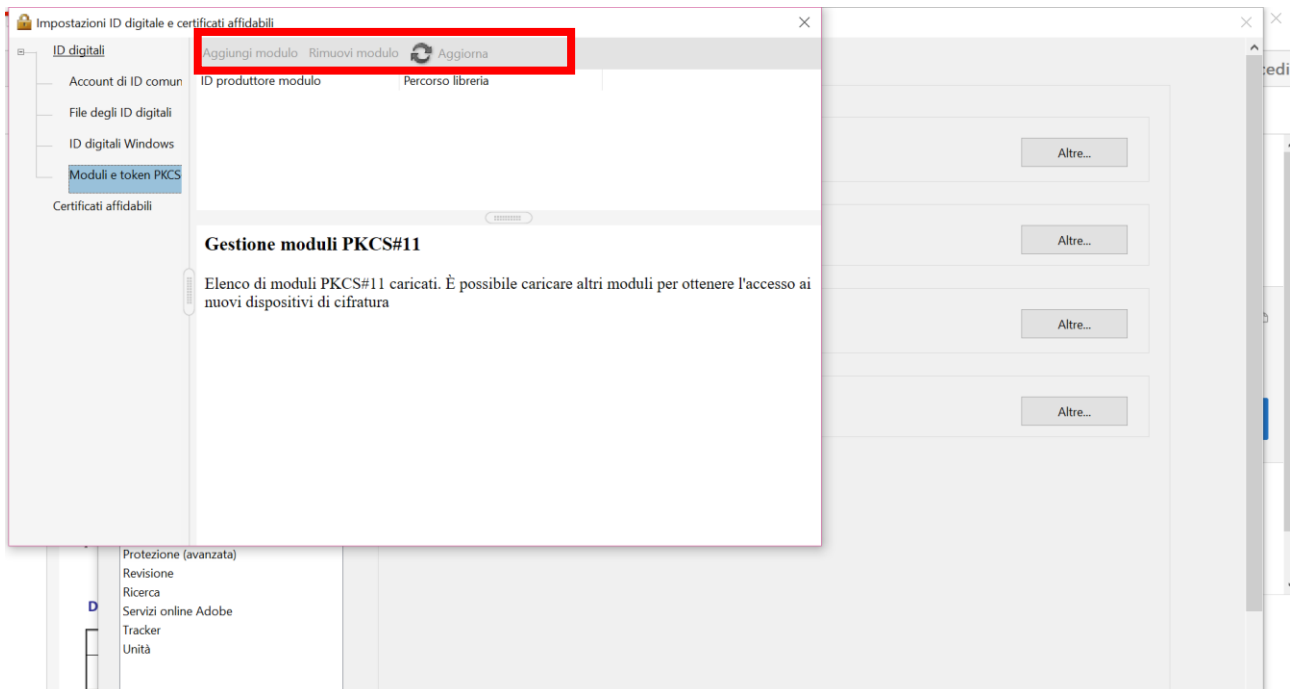 Impostazioni ID digitale e certificati affidabili
ID digitali
Account di ID comun
File degli ID digitali
ID digitali Windows
Moduli e token PKCS
Certificati affidabili
Aggiungi modulo Rimuovi modulo Aggiorna
ID produttore modulo Percorso libreria
Gestione moduli PKCS#11
Elenco di moduli PKCS#11 caricati. È possibile caricare altri moduli per ottenere l'accesso ai
nuovi dispositivi di cifratura
Altre...
Altre...
Altre...
Altre...
edi
Protezione (avanzata)
Revisione
Ricerca
Servizi online Adobe
Tracker
Unità
D